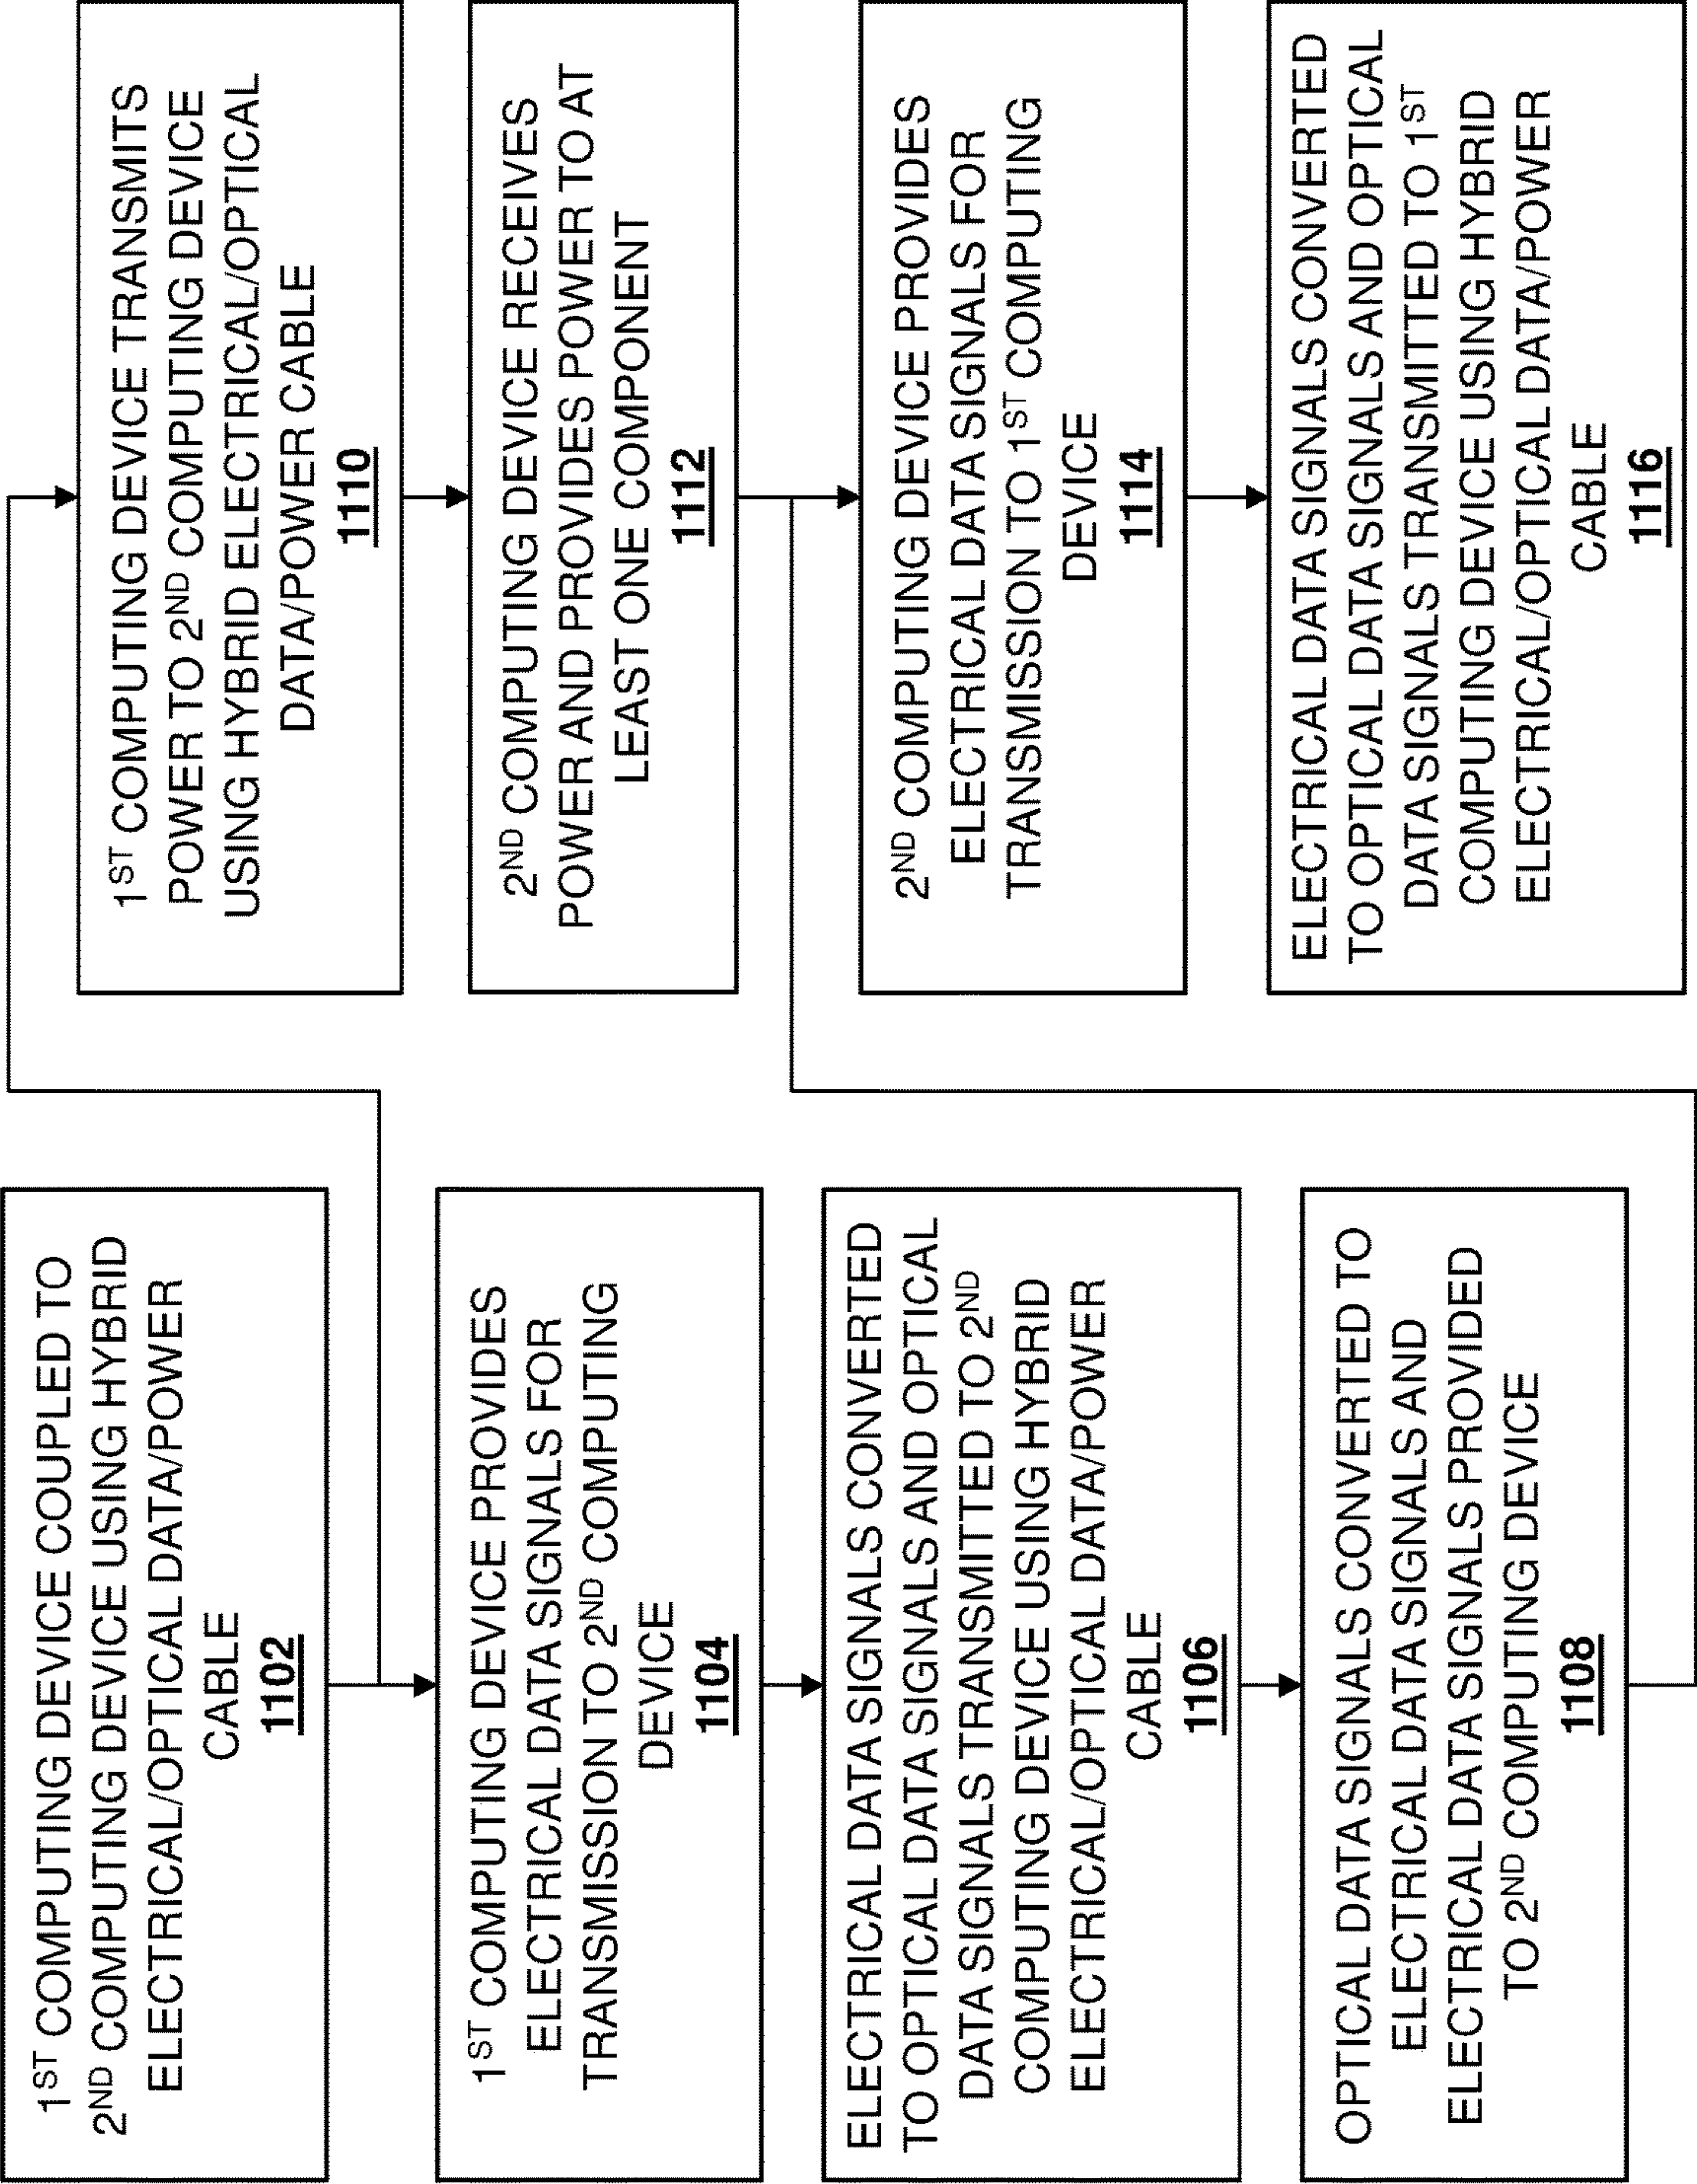 1ST COMPUTING DEVICE COUPLED TO
2ND COMPUTING DEVICE USING HYBRID
ELECTRICAL/OPTICAL DATA/POWER
CABLE
1102
1ST COMPUTING DEVICE PROVIDES
ELECTRICAL DATA SIGNALS FOR
TRANSMISSION TO 2ND COMPUTING
DEVICE
1104
ELECTRICAL DATA SIGNALS CONVERTED
TO OPTICAL DATA SIGNALS AND OPTICAL
DATA SIGNALS TRANSMITTED TO 2ND
COMPUTING DEVICE USING HYBRID
ELECTRICAL/OPTICAL DATA/POWER
CABLE
1106
OPTICAL DATA SIGNALS CONVERTED TO
ELECTRICAL DATA SIGNALS AND
ELECTRICAL DATA SIGNALS PROVIDED
TO 2ND COMPUTING DEVICE
1108
1ST COMPUTING DEVICE TRANSMITS
POWER TO 2ND COMPUTING DEVICE
USING HYBRID ELECTRICAL/OPTICAL
DATA/POWER CABLE
1110
2ND COMPUTING DEVICE RECEIVES
POWER AND PROVIDES POWER TO AT
LEAST ONE COMPONENT
1112
2ND COMPUTING DEVICE PROVIDES
ELECTRICAL DATA SIGNALS FOR
TRANSMISSION TO 1ST COMPUTING
DEVICE
1114
ELECTRICAL DATA SIGNALS CONVERTED
TO OPTICAL DATA SIGNALS AND OPTICAL
DATA SIGNALS TRANSMITTED TO 1ST
COMPUTING DEVICE USING HYBRID
ELECTRICAL/OPTICAL DATA/POWER
CABLE
1116